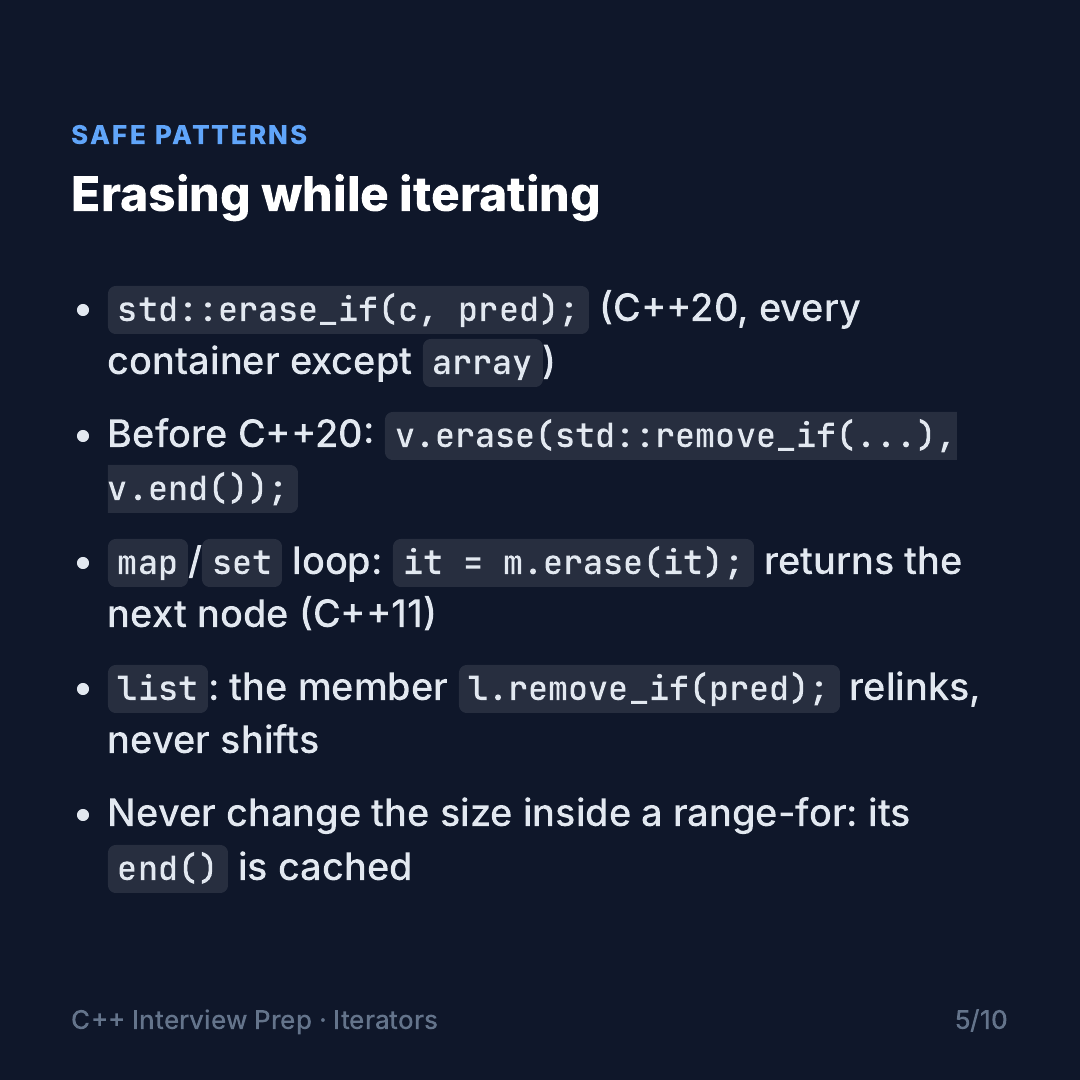 SAFE PATTERNS
Erasing while iterating
• std::erase_if(c, pred); (C++20, every
container except array)
• Before C++20: v.erase(std::remove_if(...),
v.end());
• map/set loop: it = m.erase(it); returns the
next node (C++11)
• list: the member l.remove_if(pred); relinks,
never shifts
• Never change the size inside a range-for: its
end() is cached
C++ Interview Prep · Iterators
5/10